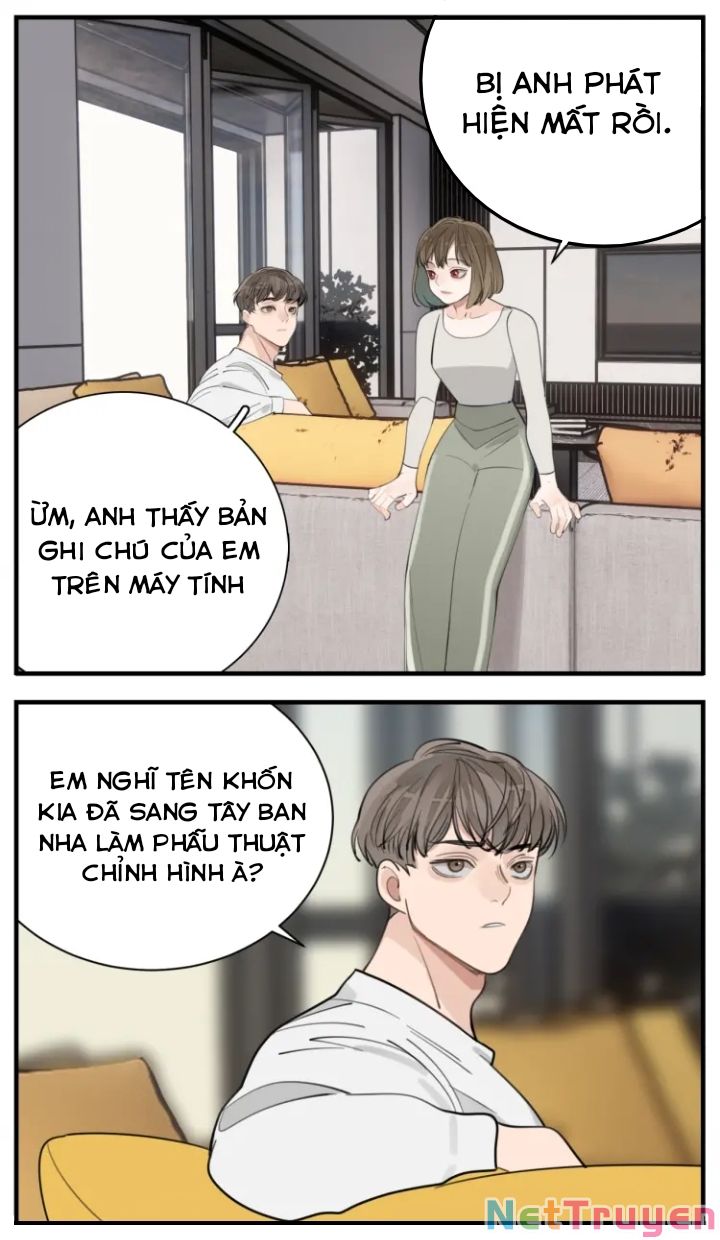 BỊ ANH PHÁT
HIỆN MẤT RỒI.
ỪM, ANH THẤY BẢN
GHI CHÚ CỦA EM
TRÊN MÁY TÍNH
EM NGHĨ TÊN KHỐN
KIA ĐÃ SANG TÂY BAN
NHA LÀM PHẪU THUẬT
CHỈNH HÌNH À?
NETTRUYEN